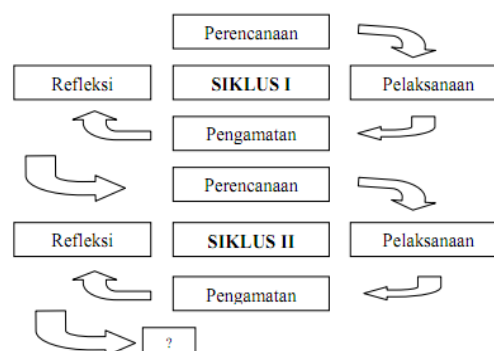 Perencanaan
Refleksi
SIKLUS I
Pelaksanaan
Pengamatan
Perencanaan
Refleksi
SIKLUS II
Pelaksanaan
Pengamatan
?